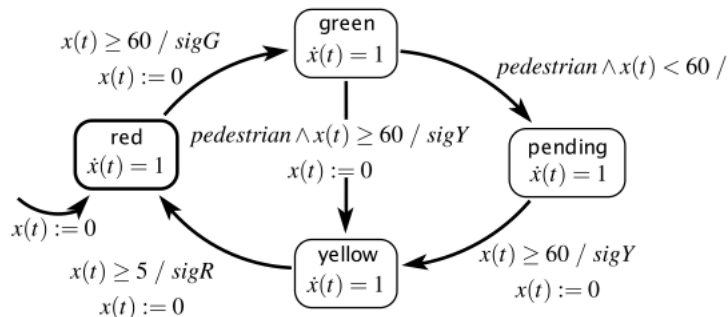 green
ẋ(t) = 1
x(t) ≥ 60 / sigG
x(t) := 0
pedestrian ∧ x(t) < 60 /
red
ẋ(t) = 1
pedestrian ∧ x(t) ≥ 60 / sigY
x(t) := 0
pending
ẋ(t) = 1
x(t) := 0
x(t) ≥ 5 / sigR
x(t) := 0
yellow
ẋ(t) = 1
x(t) ≥ 60 / sigY
x(t) := 0